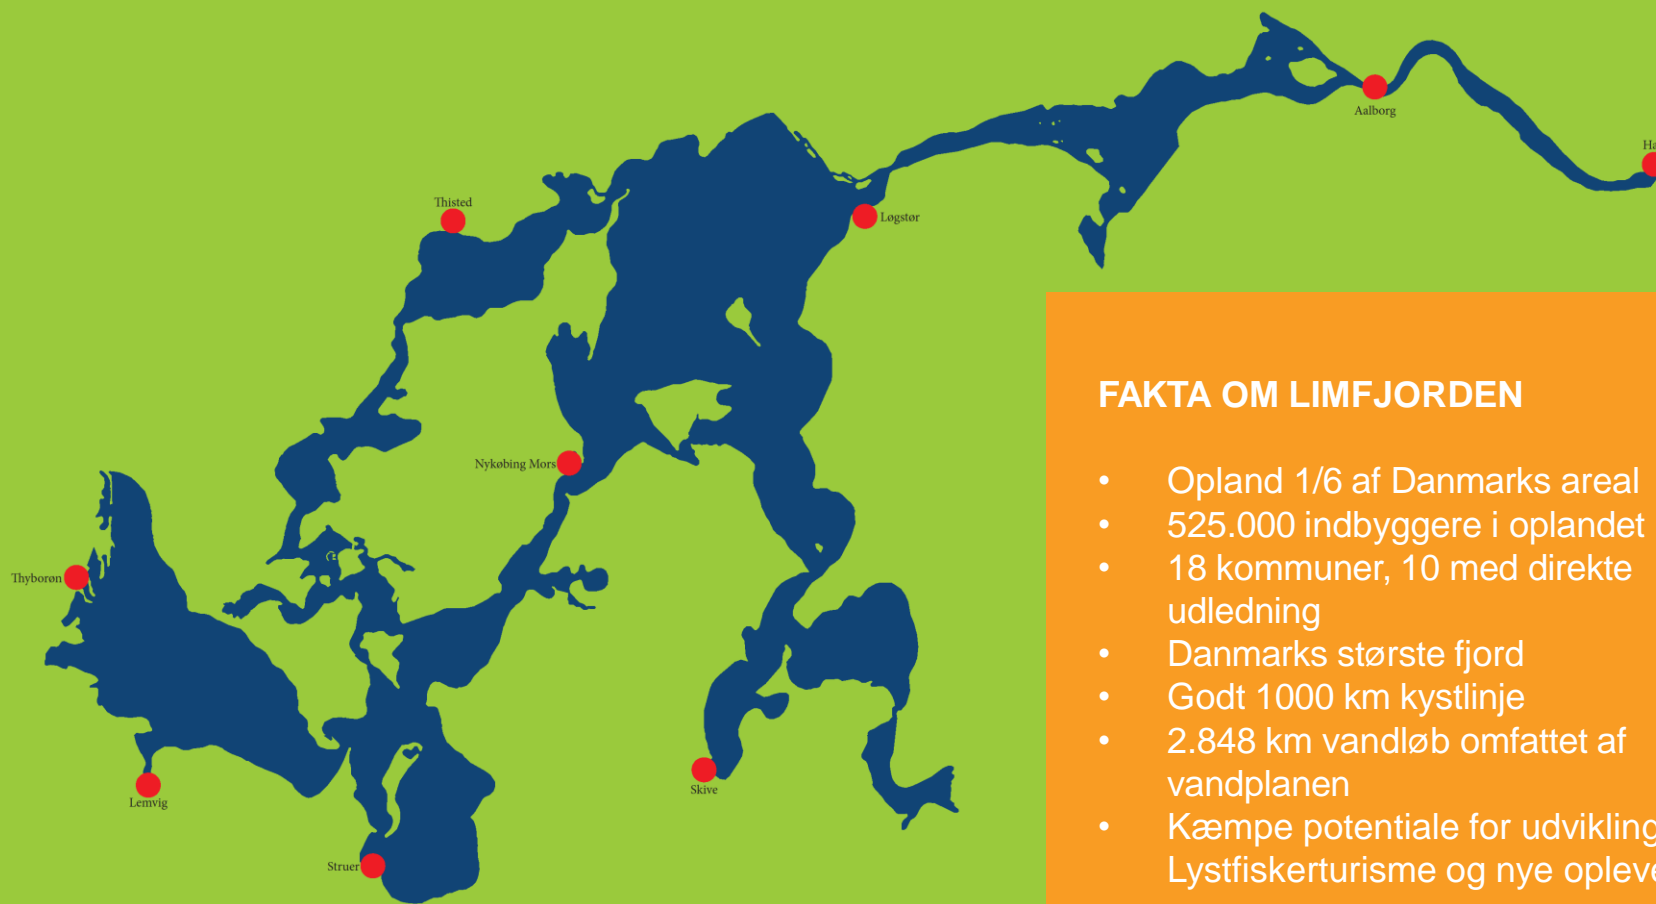 Aalborg
Ha
Thisted
Løgstør
Nykøbing Mors
Thyborøn
Lemvig
Struer
Skive
FAKTA OM LIMFJORDEN
• Opland 1/6 af Danmarks areal
• 525.000 indbyggere i oplandet
• 18 kommuner, 10 med direkte
udledning
• Danmarks største fjord
• Godt 1000 km kystlinje
• 2.848 km vandløb omfattet af
vandplanen
• Kæmpe potentiale for udvikling
Lystfiskerturisme og nye opleve